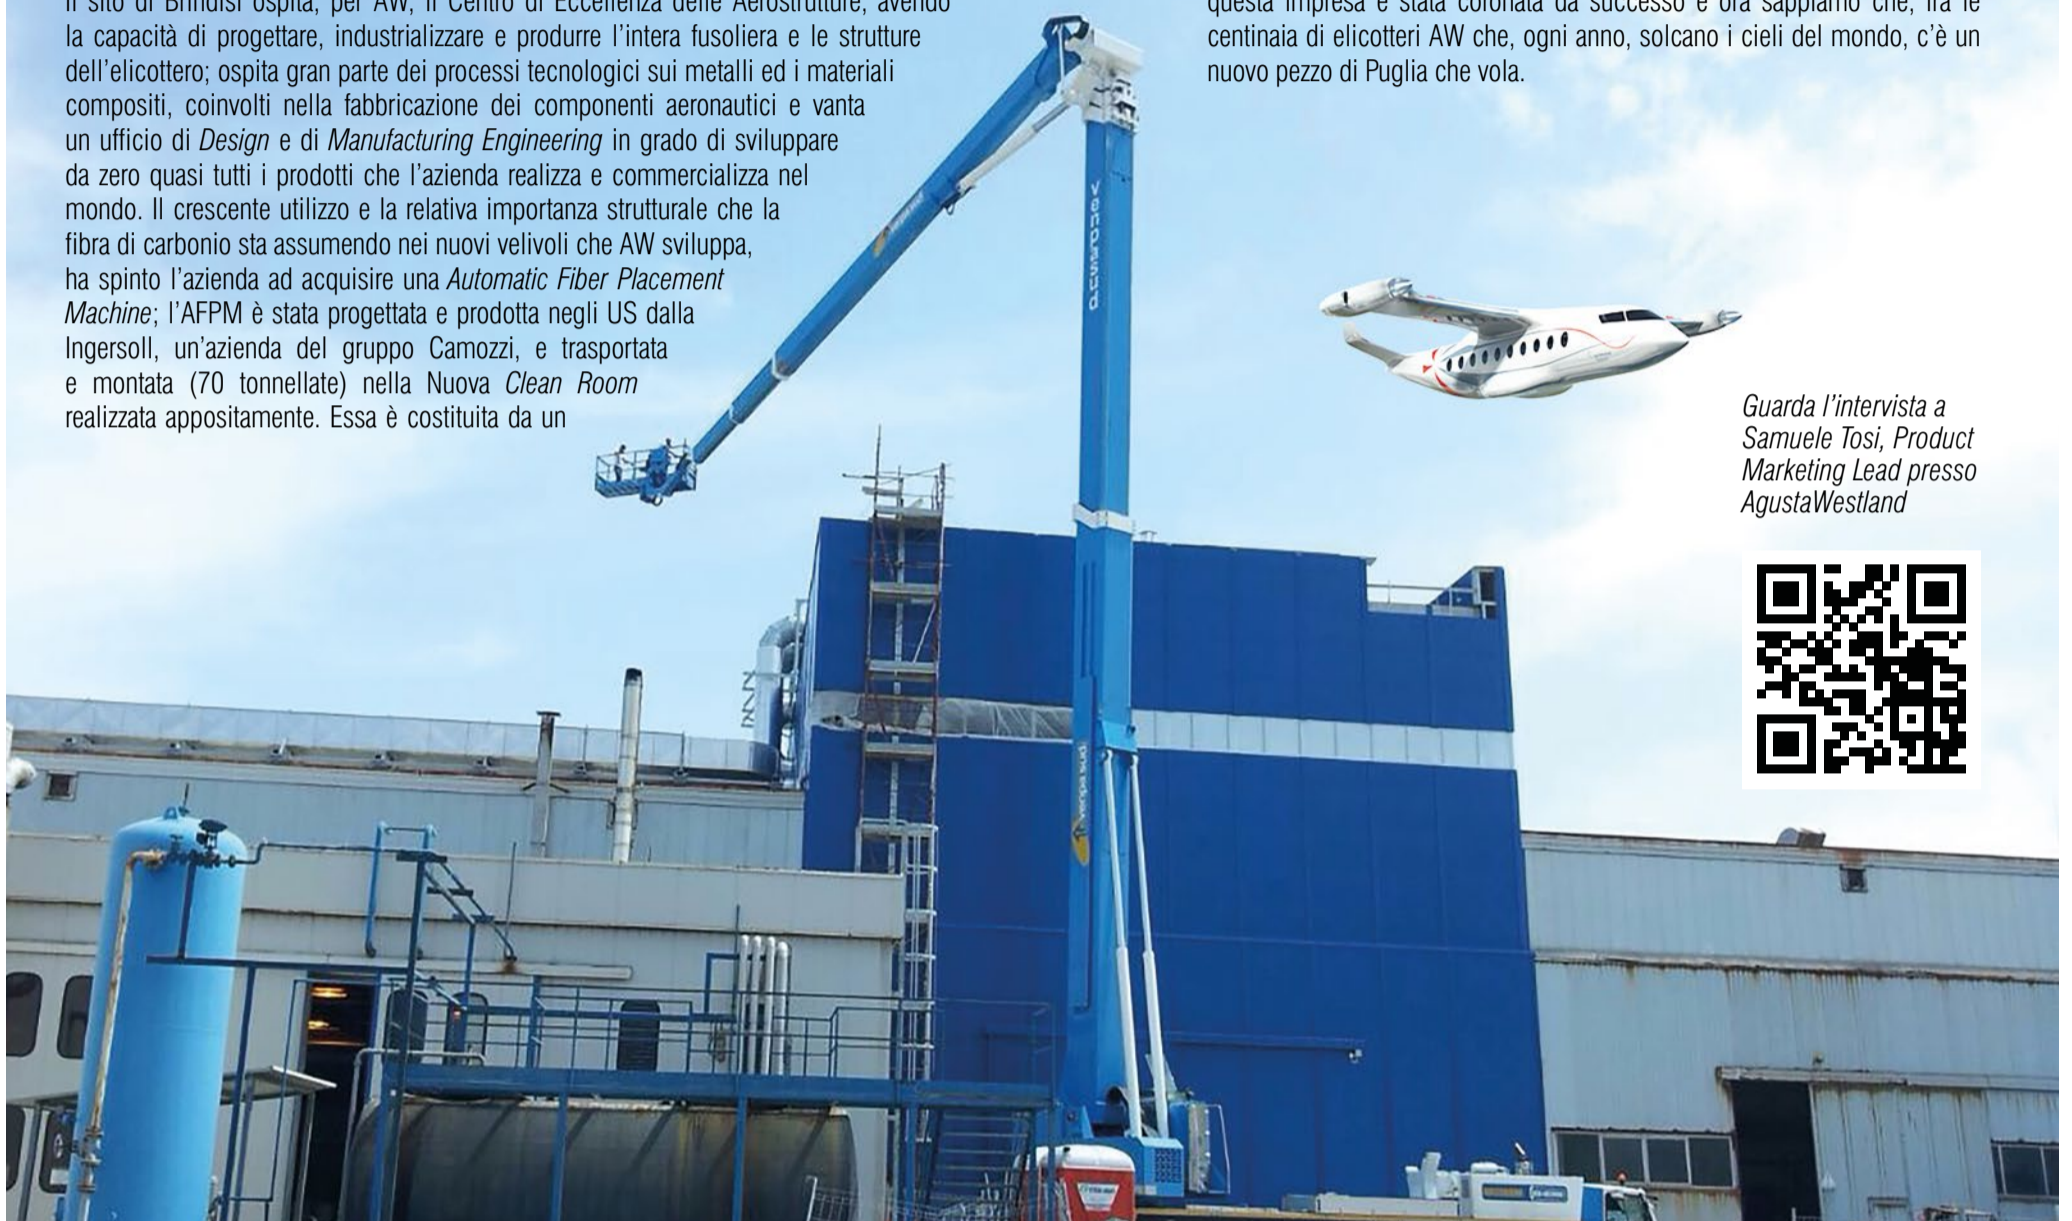 Il sito di Brindisi ospita, per AW, il Centro di Eccellenza delle Aerostrutture, avendo
la capacità di progettare, industrializzare e produrre l’intera fusoliera e le strutture
dell’elicottero; ospita gran parte dei processi tecnologici sui metalli ed i materiali
compositi, coinvolti nella fabbricazione dei componenti aeronautici e vanta
un ufficio di Design e di Manufacturing Engineering in grado di sviluppare
da zero quasi tutti i prodotti che l’azienda realizza e commercializza nel
mondo. Il crescente utilizzo e la relativa importanza strutturale che la
fibra di carbonio sta assumendo nei nuovi velivoli che AW sviluppa,
ha spinto l’azienda ad acquisire una Automatic Fiber Placement
Machine; l’AFPM è stata progettata e prodotta negli US dalla
Ingersoll, un’azienda del gruppo Camozzi, e trasportata
e montata (70 tonnellate) nella Nuova Clean Room
realizzata appositamente. Essa è costituita da un
questa impresa è stata coronata da successo e ora sappiamo che, fra le
centinaia di elicotteri AW che, ogni anno, solcano i cieli del mondo, c’è un
nuovo pezzo di Puglia che vola.
venpasud
Guarda l’intervista a
Samuele Tosi, Product
Marketing Lead presso
AgustaWestland
venpa sud